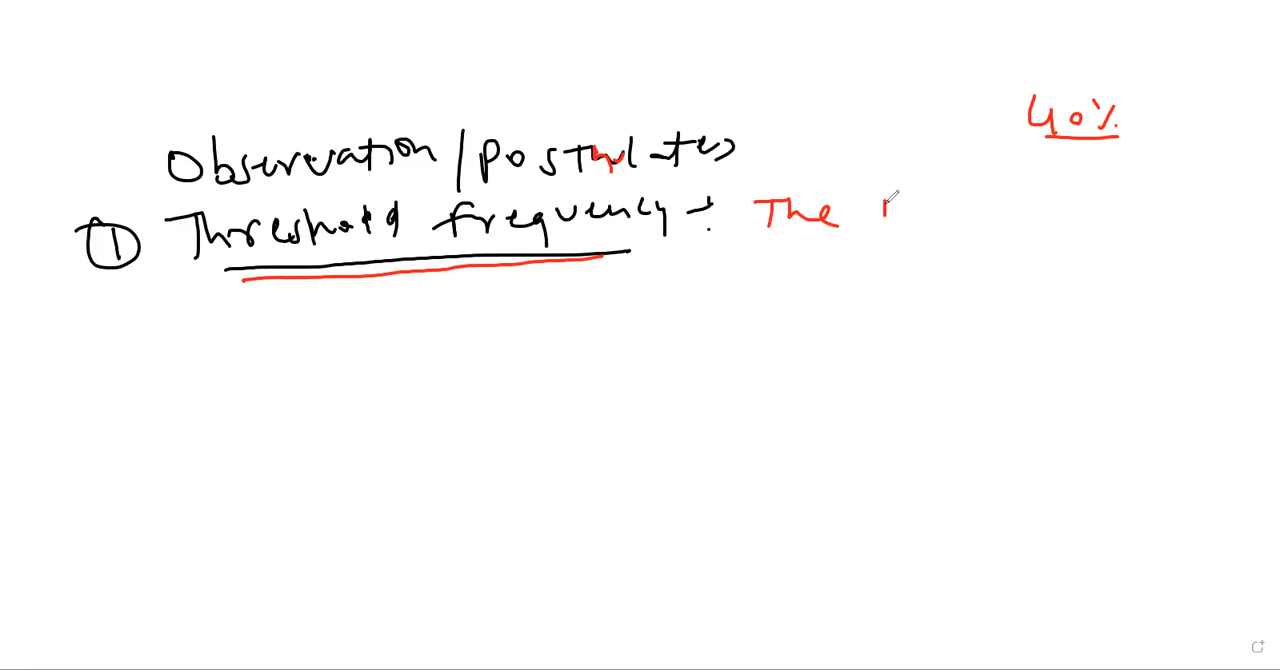 40%
Observation / Postulates
① Threshold frequency : The